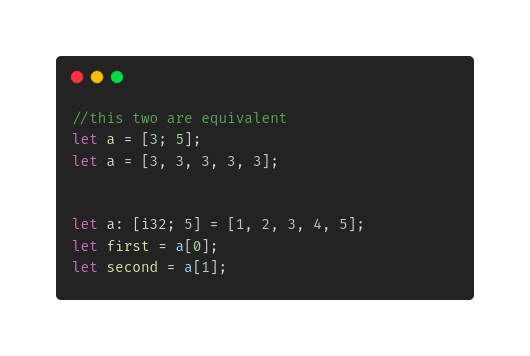 //this two are equivalent
let a = [3; 5];
let a = [3, 3, 3, 3, 3];
let a: [i32; 5] = [1, 2, 3, 4, 5];
let first = a[0];
let second = a[1];